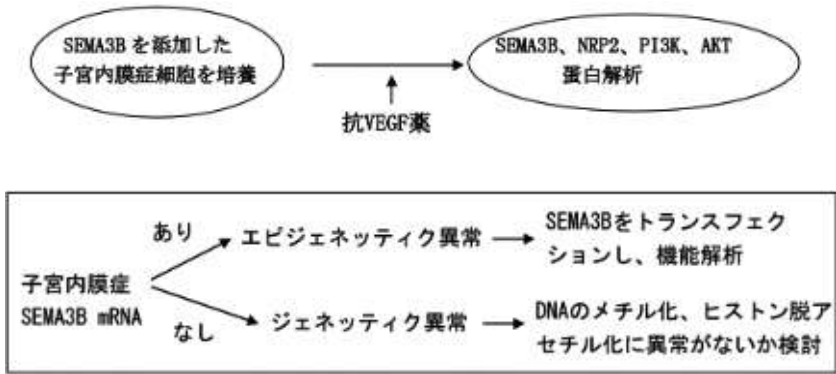 SEMA3B を添加した
子宮内膜症細胞を培養
SEMA3B、NRP2、PI3K、AKT
蛋白解析
抗VEGF薬
あり
エピジェネッティク異常
SEMA3Bをトランスフェク
ションし、機能解析
子宮内膜症
SEMA3B mRNA
なし
ジェネッティク異常
DNAのメチル化、ヒストン脱ア
セチル化に異常がないか検討